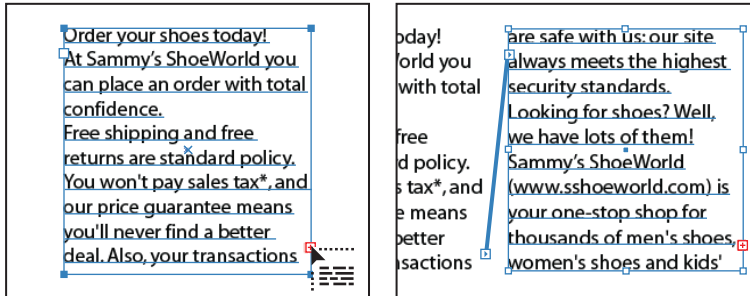 Order your shoes today!
At Sammy’s ShoeWorld you
can place an order with total
confidence.
Free shipping and free
returns are standard policy.
You won't pay sales tax*, and
our price guarantee means
you'll never find a better
deal. Also, your transactions
oday!
orld you
with total
free
d policy.
s tax*, and
e means
etter
nsactions
are safe with us: our site
always meets the highest
security standards.
Looking for shoes? Well,
we have lots of them!
Sammy’s ShoeWorld
(www.sshoeworld.com) is
your one-stop shop for
thousands of men's shoes,
women's shoes and kids'